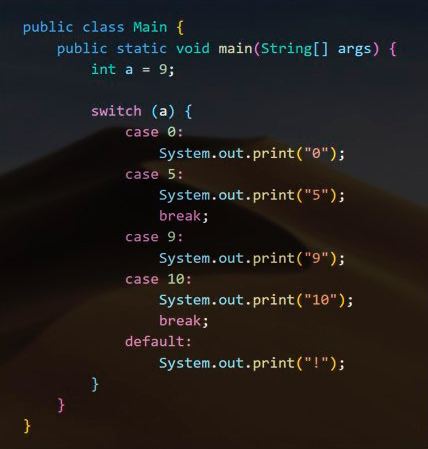 public class Main {
    public static void main(String[] args) {
        int a = 9;

        switch (a) {
            case 0:
                System.out.print("0");
            case 5:
                System.out.print("5");
                break;
            case 9:
                System.out.print("9");
            case 10:
                System.out.print("10");
                break;
            default:
                System.out.print("!");
        }
    }
}